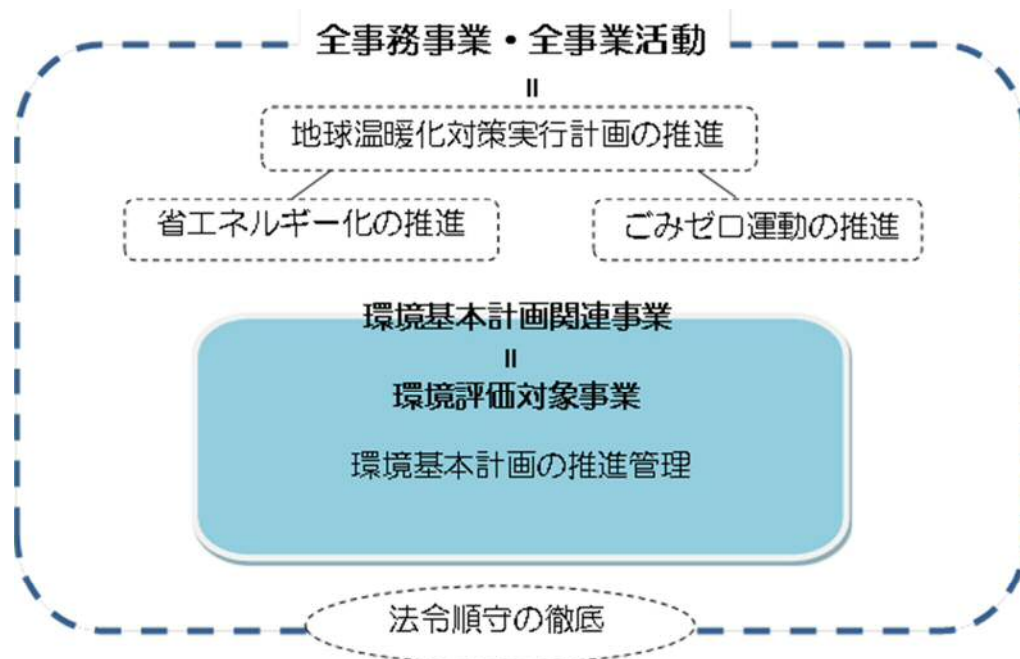 全事務事業・全事業活動
=
地球温暖化対策実行計画の推進
省エネルギー化の推進
ごみゼロ運動の推進
環境基本計画関連事業
=
環境評価対象事業
環境基本計画の推進管理
法令順守の徹底